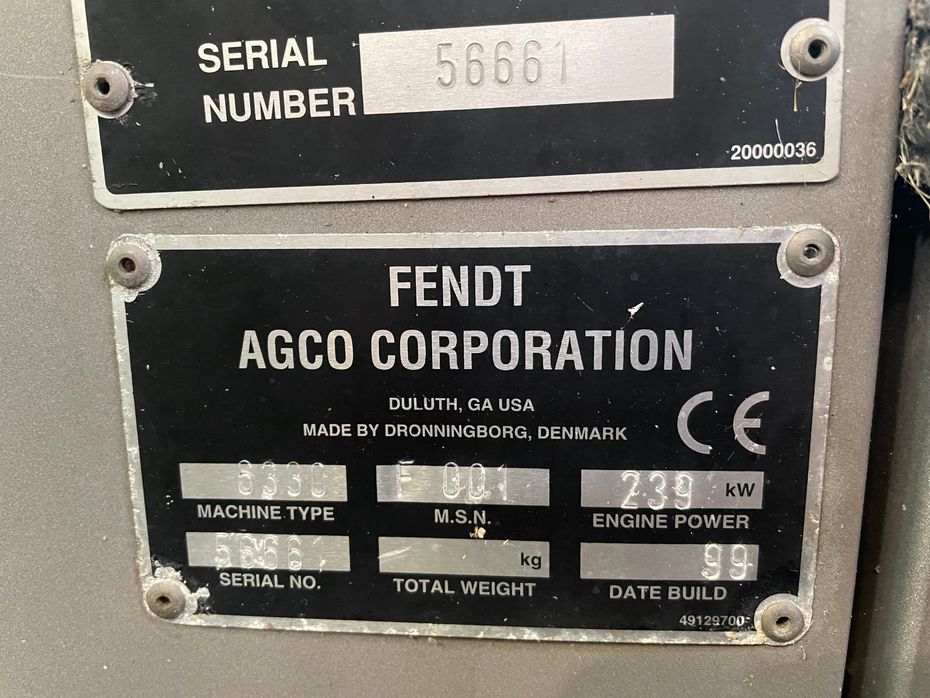 SERIAL
NUMBER
56661
20000036
FENDT
AGCO CORPORATION
DULUTH, GA USA
MADE BY DRONNINGBORG, DENMARK
CE
8330 F 001 239 kW
MACHINE TYPE M.S.N. ENGINE POWER
56661 kg 99
SERIAL NO. TOTAL WEIGHT DATE BUILD
49129700